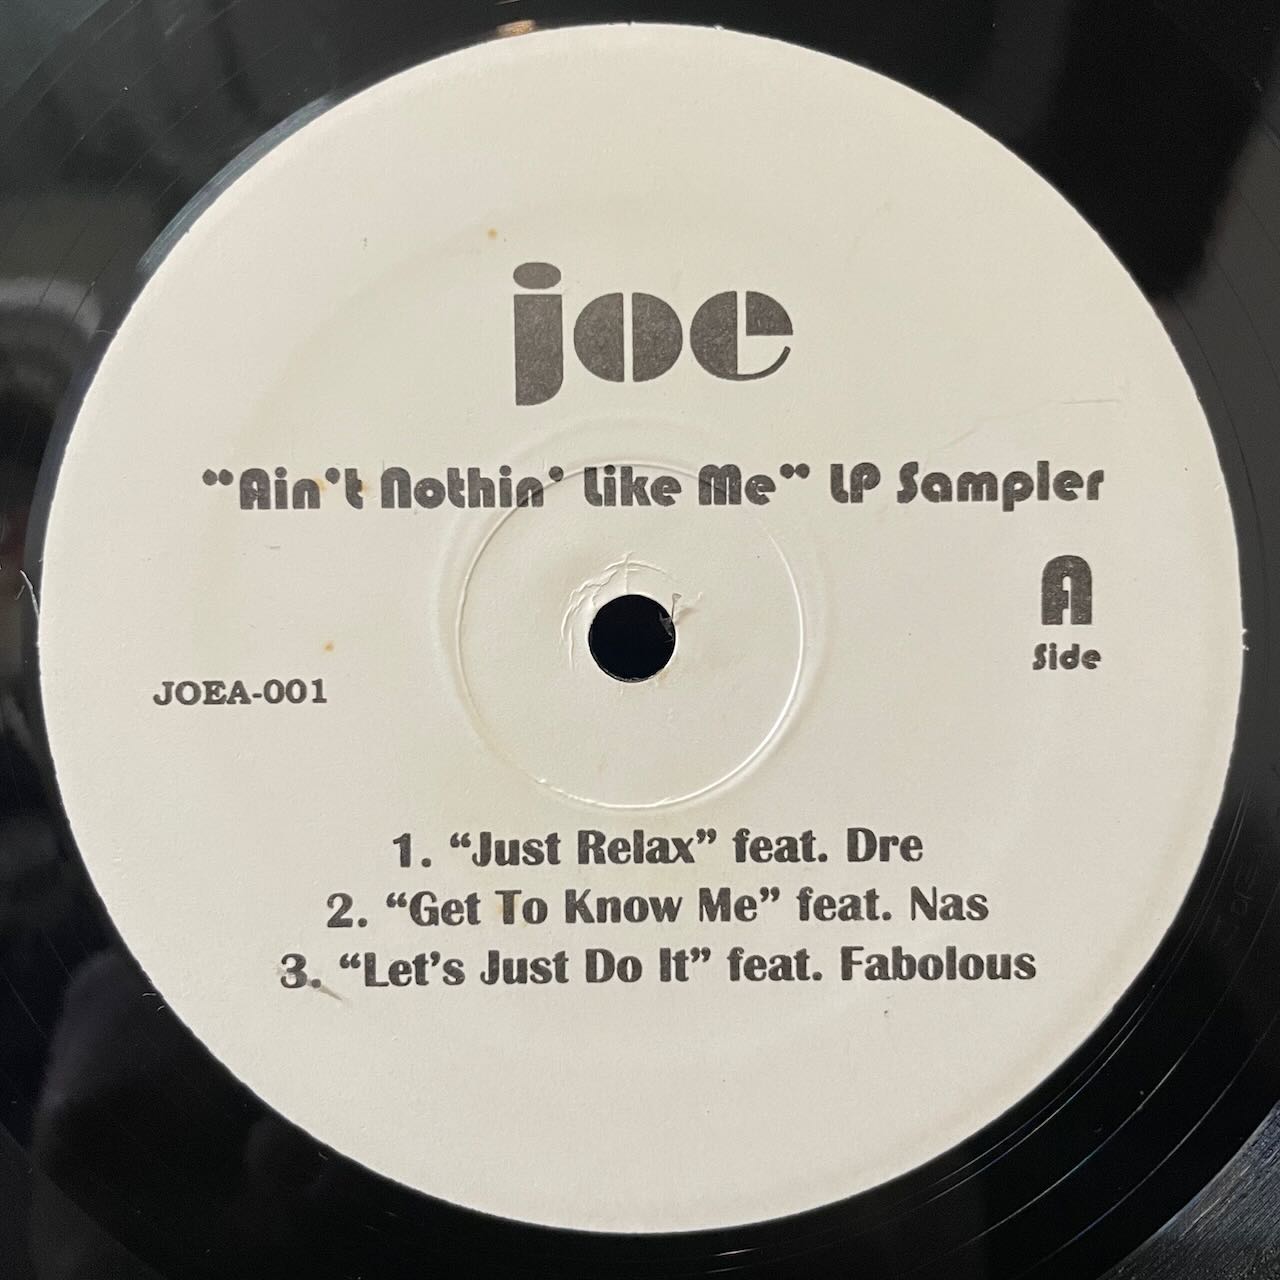 joe
"Ain't Nothin' Like Me" LP Sampler
A
Side
JOEA-001
1. “Just Relax” feat. Dre
2. “Get To Know Me” feat. Nas
3. “Let’s Just Do It” feat. Fabolous